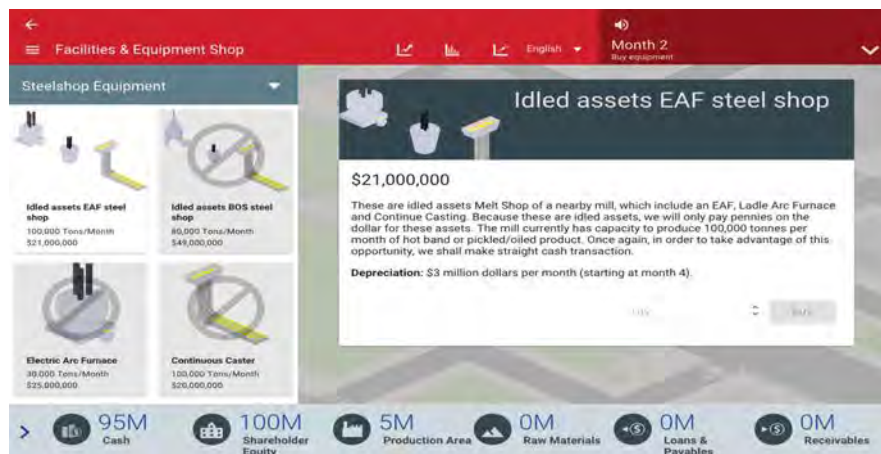 Facilities & Equipment Shop
English
Month 2
Buy equipment
Steelshop Equipment
Idled assets EAF steel shop
100,000 Tons/Month
$21,000,000
Idled assets BOS steel shop
80,000 Tons/Month
$49,000,000
Electric Arc Furnace
30,000 Tons/Month
$25,000,000
Continuous Caster
100,000 Tons/Month
$20,000,000
Idled assets EAF steel shop
$21,000,000
These are idled assets Melt Shop of a nearby mill, which include an EAF, Ladle Arc Furnace
and Continue Casting. Because these are idled assets, we will only pay pennies on the
dollar for these assets. The mill currently has capacity to produce 100,000 tonnes per
month of hot band or pickled/oiled product. Once again, in order to take advantage of this
opportunity, we shall make straight cash transaction.
Depreciation: $3 million dollars per month (starting at month 4).
95M
Cash
100M
Shareholder
Equity
5M
Production Area
0M
Raw Materials
0M
Loans &
Payables
0M
Receivables